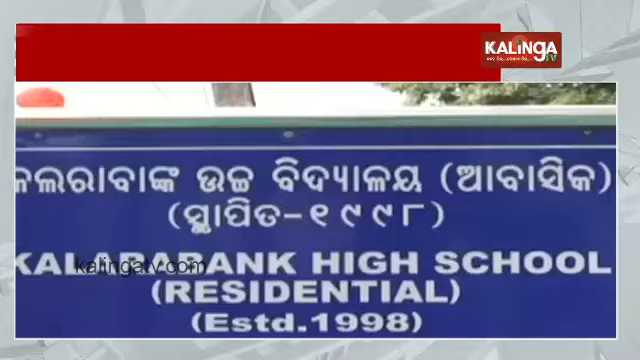 KALINGA TV
କଲରାବାଙ୍କ ଉଚ୍ଚ ବିଦ୍ୟାଳୟ (ଆବାସିକ)
(ସ୍ଥାପିତ-୧୯୯୮)
KALARABANK HIGH SCHOOL
kalingatv.com
(RESIDENTIAL)
(Estd.1998)